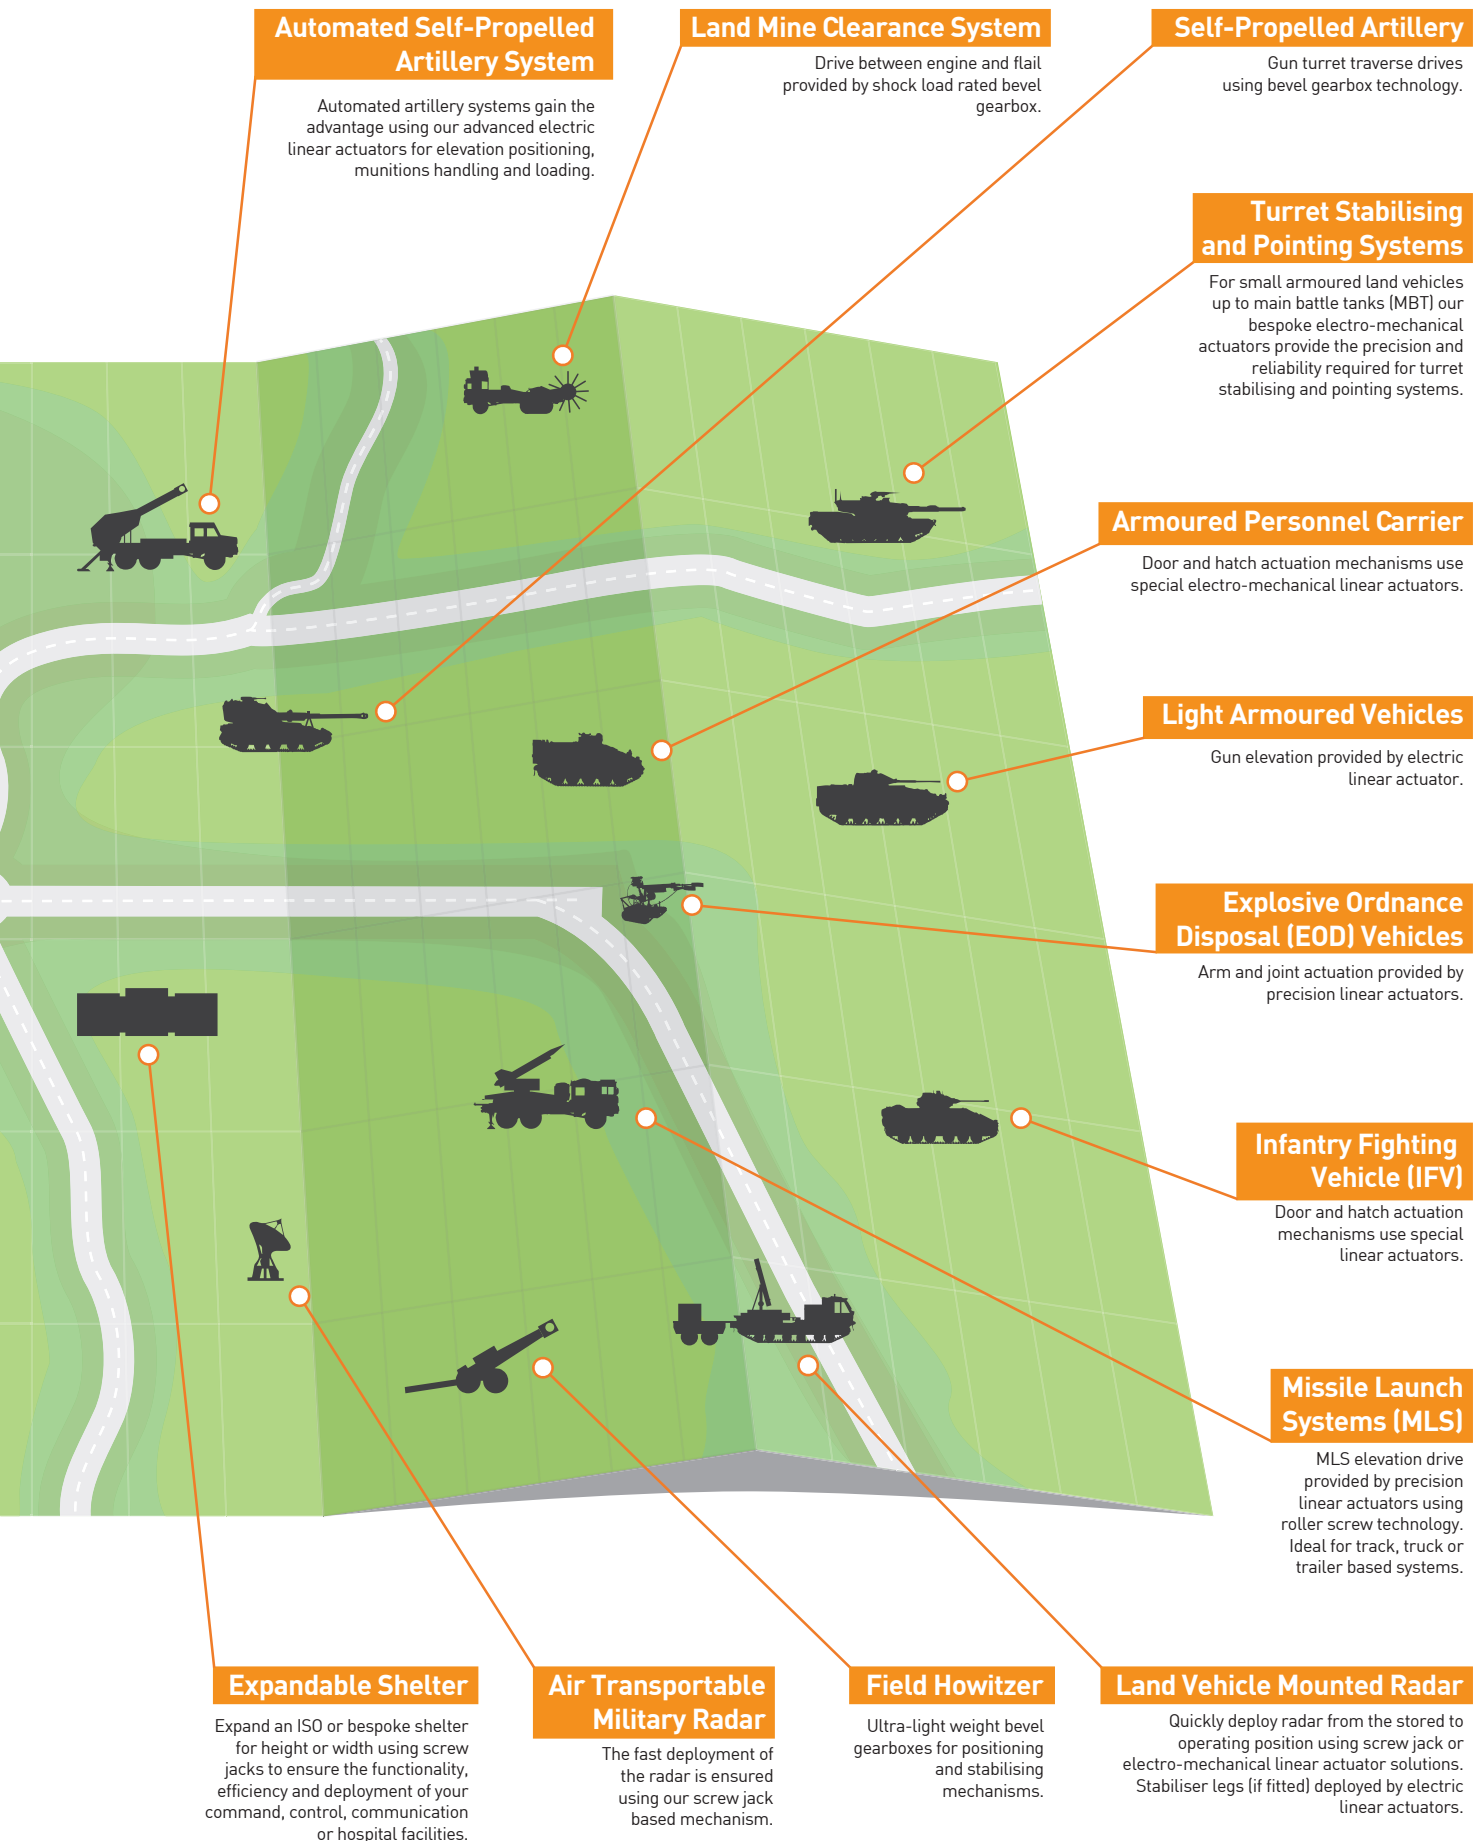 Automated Self-Propelled
Artillery System
Automated artillery systems gain the
advantage using our advanced electric
linear actuators for elevation positioning,
munitions handling and loading.
Land Mine Clearance System
Drive between engine and flail
provided by shock load rated bevel
gearbox.
Self-Propelled Artillery
Gun turret traverse drives
using bevel gearbox technology.
Turret Stabilising
and Pointing Systems
For small armoured land vehicles
up to main battle tanks (MBT) our
bespoke electro-mechanical
actuators provide the precision and
reliability required for turret
stabilising and pointing systems.
Armoured Personnel Carrier
Door and hatch actuation mechanisms use
special electro-mechanical linear actuators.
Light Armoured Vehicles
Gun elevation provided by electric
linear actuator.
Explosive Ordnance
Disposal (EOD) Vehicles
Arm and joint actuation provided by
precision linear actuators.
Infantry Fighting
Vehicle (IFV)
Door and hatch actuation
mechanisms use special
linear actuators.
Missile Launch
Systems (MLS)
MLS elevation drive
provided by precision
linear actuators using
roller screw technology.
Ideal for track, truck or
trailer based systems.
Expandable Shelter
Expand an ISO or bespoke shelter
for height or width using screw
jacks to ensure the functionality,
efficiency and deployment of your
command, control, communication
or hospital facilities.
Air Transportable
Military Radar
The fast deployment of
the radar is ensured
using our screw jack
based mechanism.
Field Howitzer
Ultra-light weight bevel
gearboxes for positioning
and stabilising
mechanisms.
Land Vehicle Mounted Radar
Quickly deploy radar from the stored to
operating position using screw jack or
electro-mechanical linear actuator solutions.
Stabiliser legs (if fitted) deployed by electric
linear actuators.